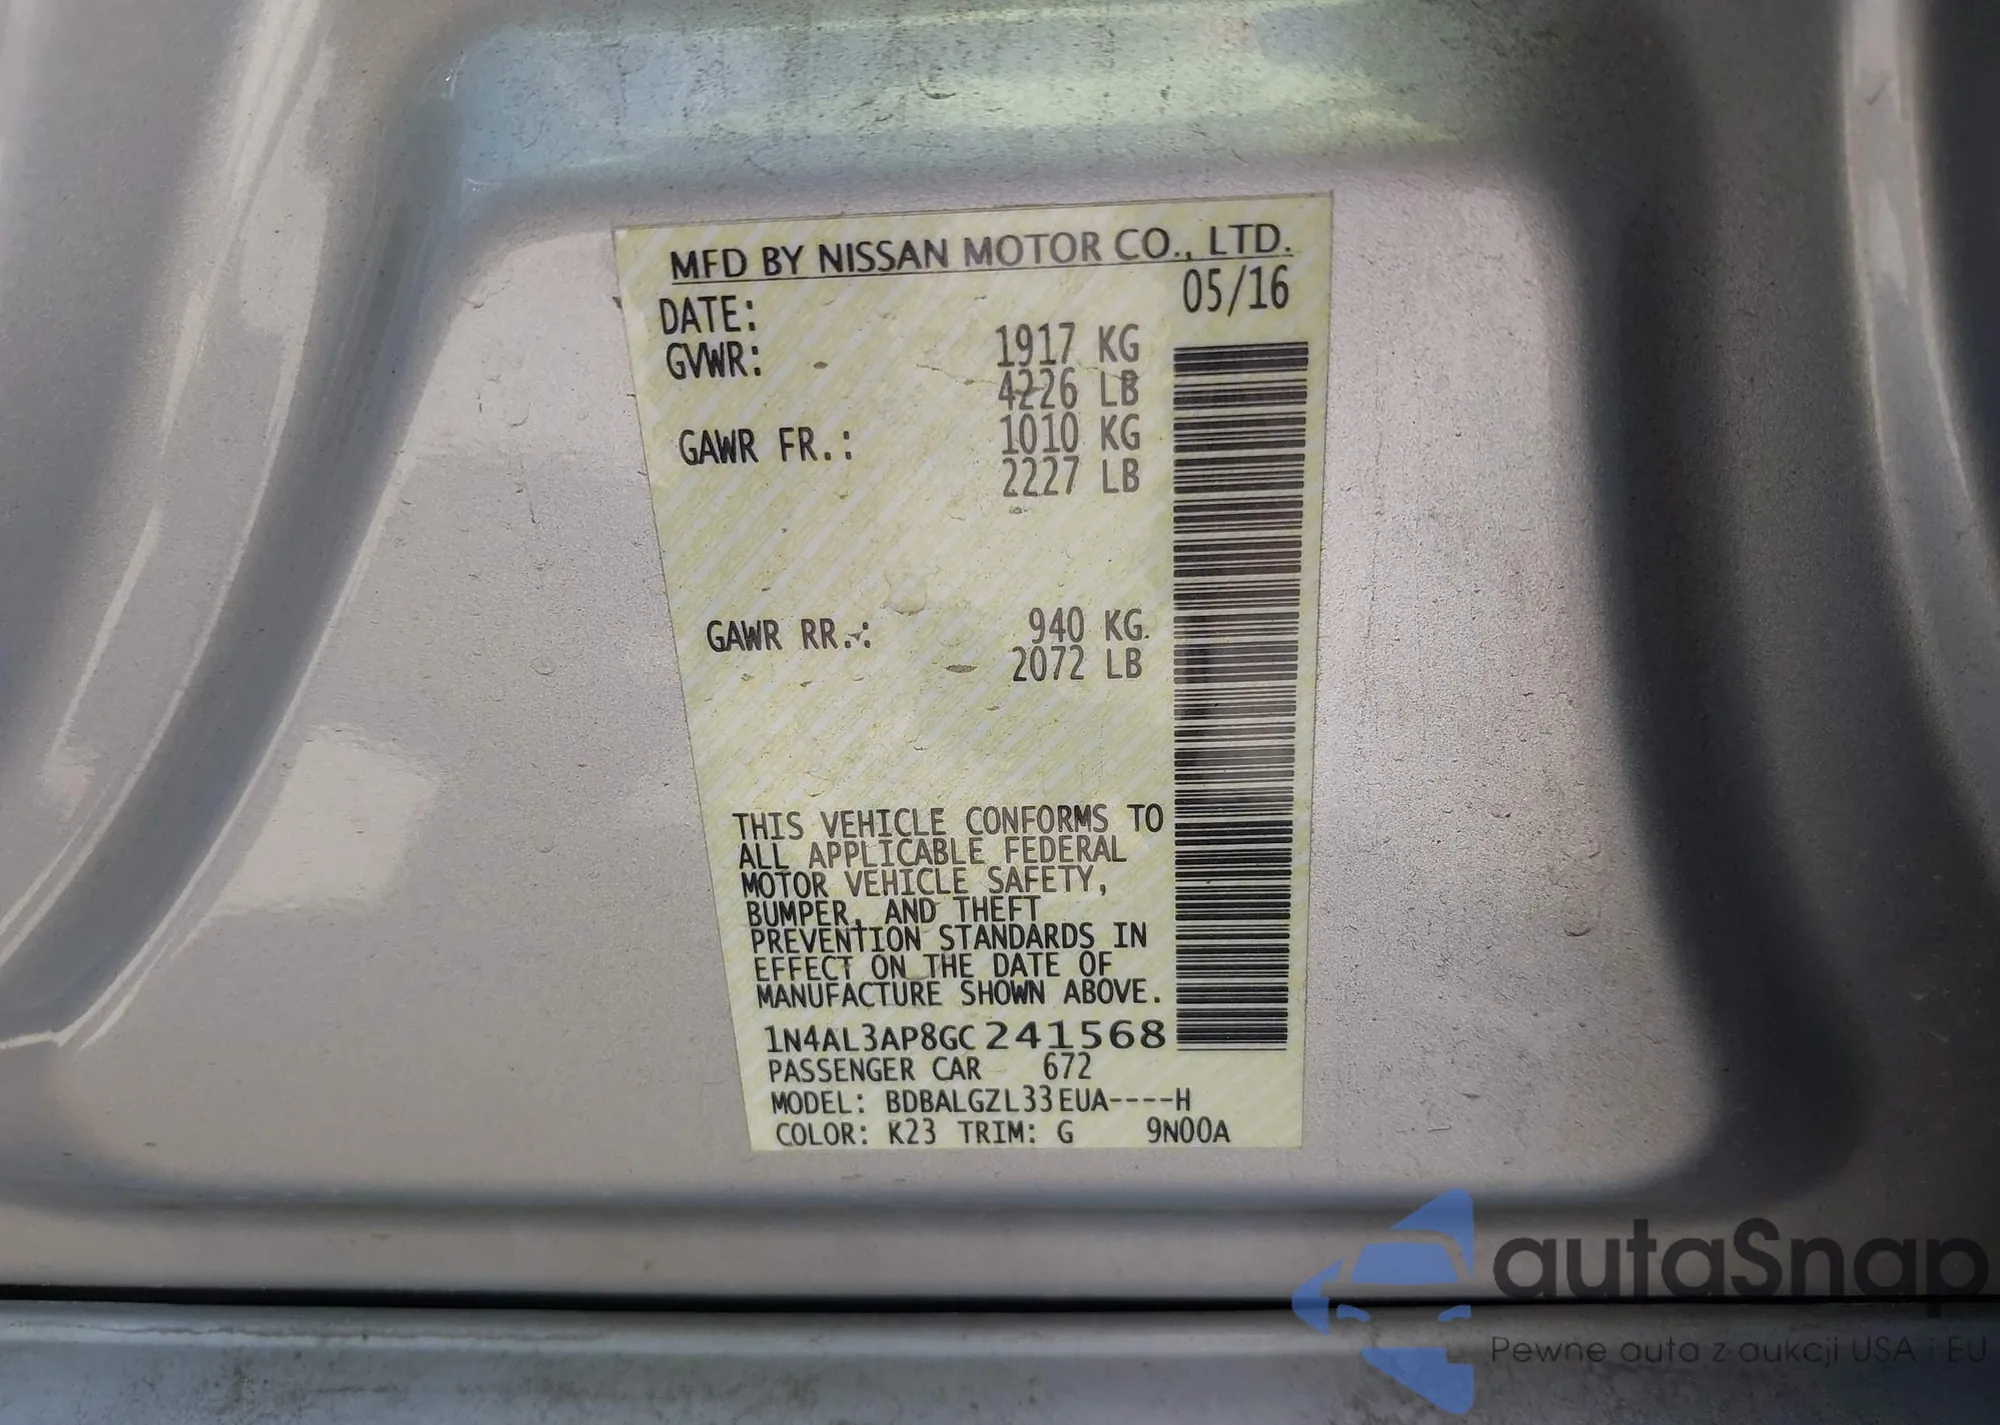 MFD BY NISSAN MOTOR CO., LTD.
DATE: 05/16
GVWR: 1917 KG
4226 LB
GAWR FR.: 1010 KG
2227 LB
GAWR RR.: 940 KG
2072 LB
THIS VEHICLE CONFORMS TO
ALL APPLICABLE FEDERAL
MOTOR VEHICLE SAFETY,
BUMPER, AND THEFT
PREVENTION STANDARDS IN
EFFECT ON THE DATE OF
MANUFACTURE SHOWN ABOVE.
1N4AL3AP8GC241568
PASSENGER CAR 672
MODEL: BDBALGZL33EUA----H
COLOR: K23 TRIM: G 9N00A
autaSnap
Pewne auta z aukcji USA i EU